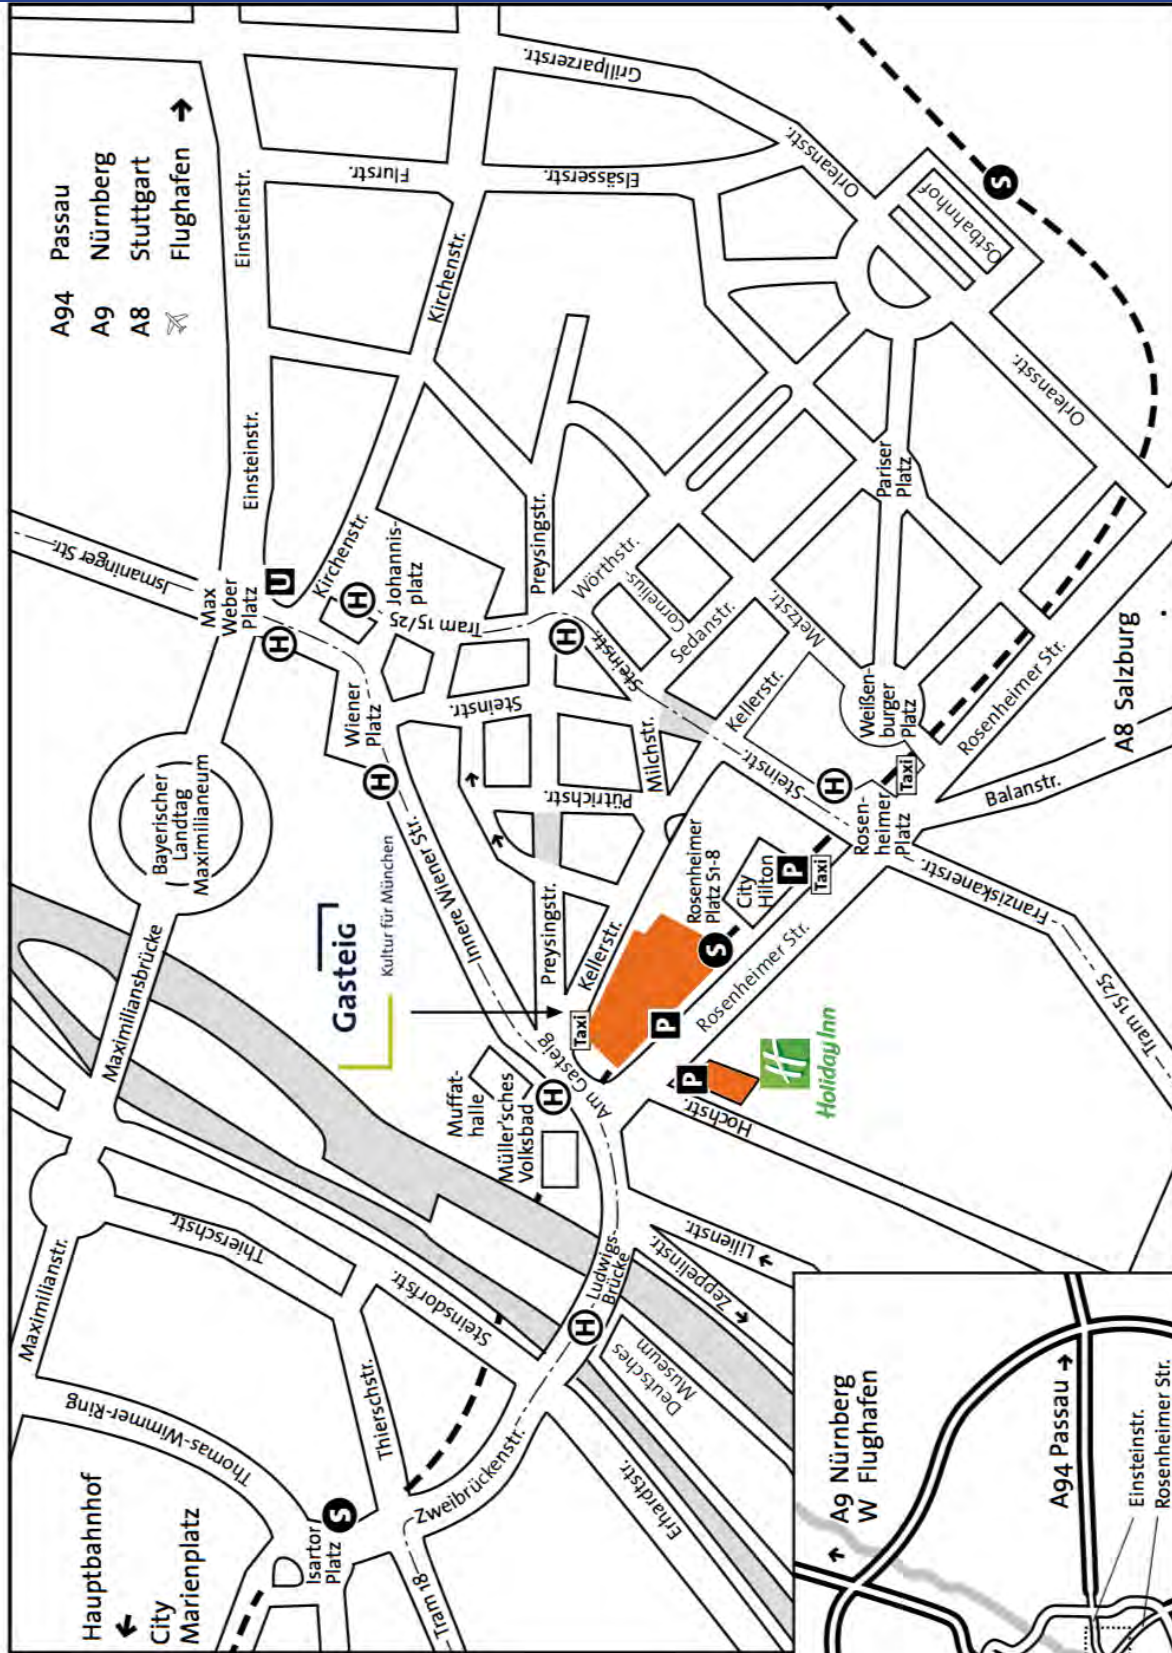 Hauptbahnhof
City
Marienplatz
A94 Passau
A9 Nürnberg
A8 Stuttgart
Flughafen
Maximilianstr.
Thomas-Wimmer-Ring
Isartor
Platz
S
Thierschstr.
Thierschstr.
Steinsdorfstr.
Zweibrückenstr.
Tram 18
Erhardtstr.
Maximiliansbrücke
Bayerischer
Landtag
Maximilianeum
Max
Weber
Platz
Ismaninger Str.
Einsteinstr.
Einsteinstr.
U
H
Kirchenstr.
H
Johannis-
platz
Tram 15/25
Kirchenstr.
Flurstr.
Elsässerstr.
Grillparzerstr.
Orleansstr.
Ostbahnhof
S
Orleansstr.
Wiener
Platz
H
Innere Wiener Str.
Gasteig
Kultur für München
Steinstr.
Preysingstr.
H
Wörthstr.
Steinstr.
Cornelius-
Sedanstr.
Metzstr.
Pariser
Platz
Pütrichstr.
Milchstr.
Kellerstr.
Weißen-
burger
Platz
Preysingstr.
Kellerstr.
Steinstr.
H
Taxi
Rosen-
heimer
Platz
Rosenheimer Str.
Balanstr.
A8 Salzburg
Muffat-
halle
Müller'sches
Volksbad
H
Am Gasteig
Taxi
P
Rosenheimer
Platz S1-8
S
City
Hilton
P
Taxi
Rosenheimer Str.
Franziskanerstr.
Tram 15/25
P
H
Holiday Inn
Hochstr.
Ludwigs-
Brücke
H
Deutsches
Museum
Zeppelinstr.
Lilienstr.
A9 Nürnberg
W Flughafen
A94 Passau
Einsteinstr.
Rosenheimer Str.